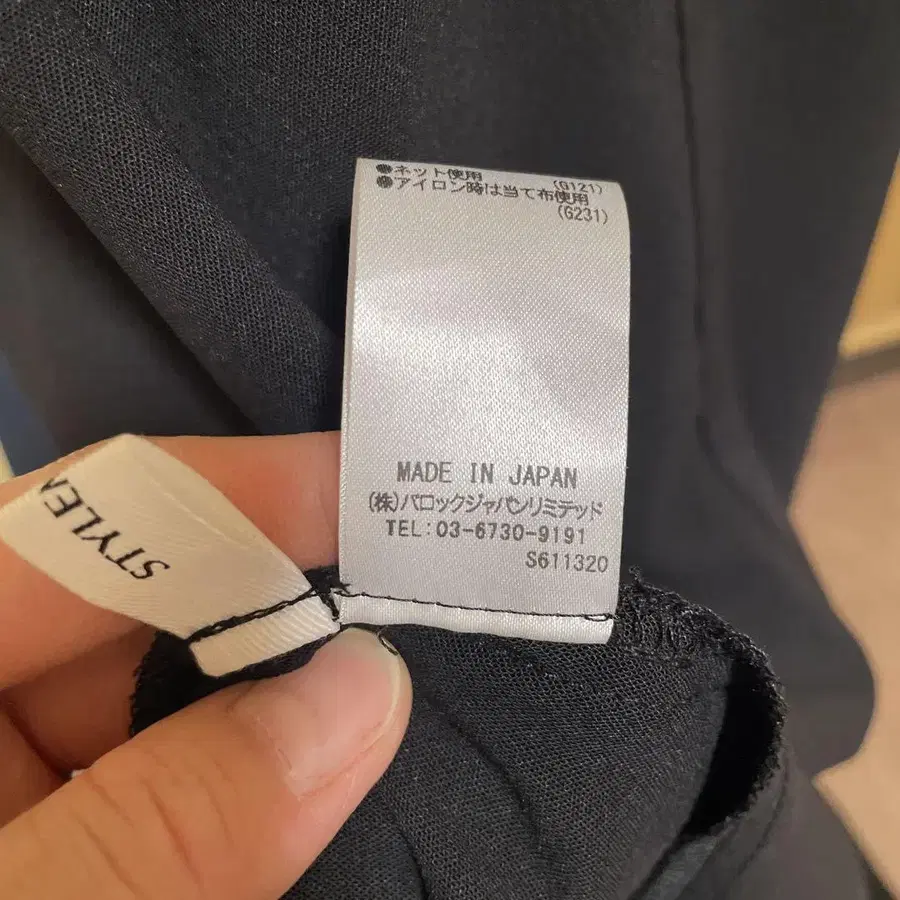 ●ネット使用 (G121)
●アイロン時は当て布使用
(G231)
MADE IN JAPAN
(株)バロックジャパンリミテッド
TEL:03-6730-9191
S611320